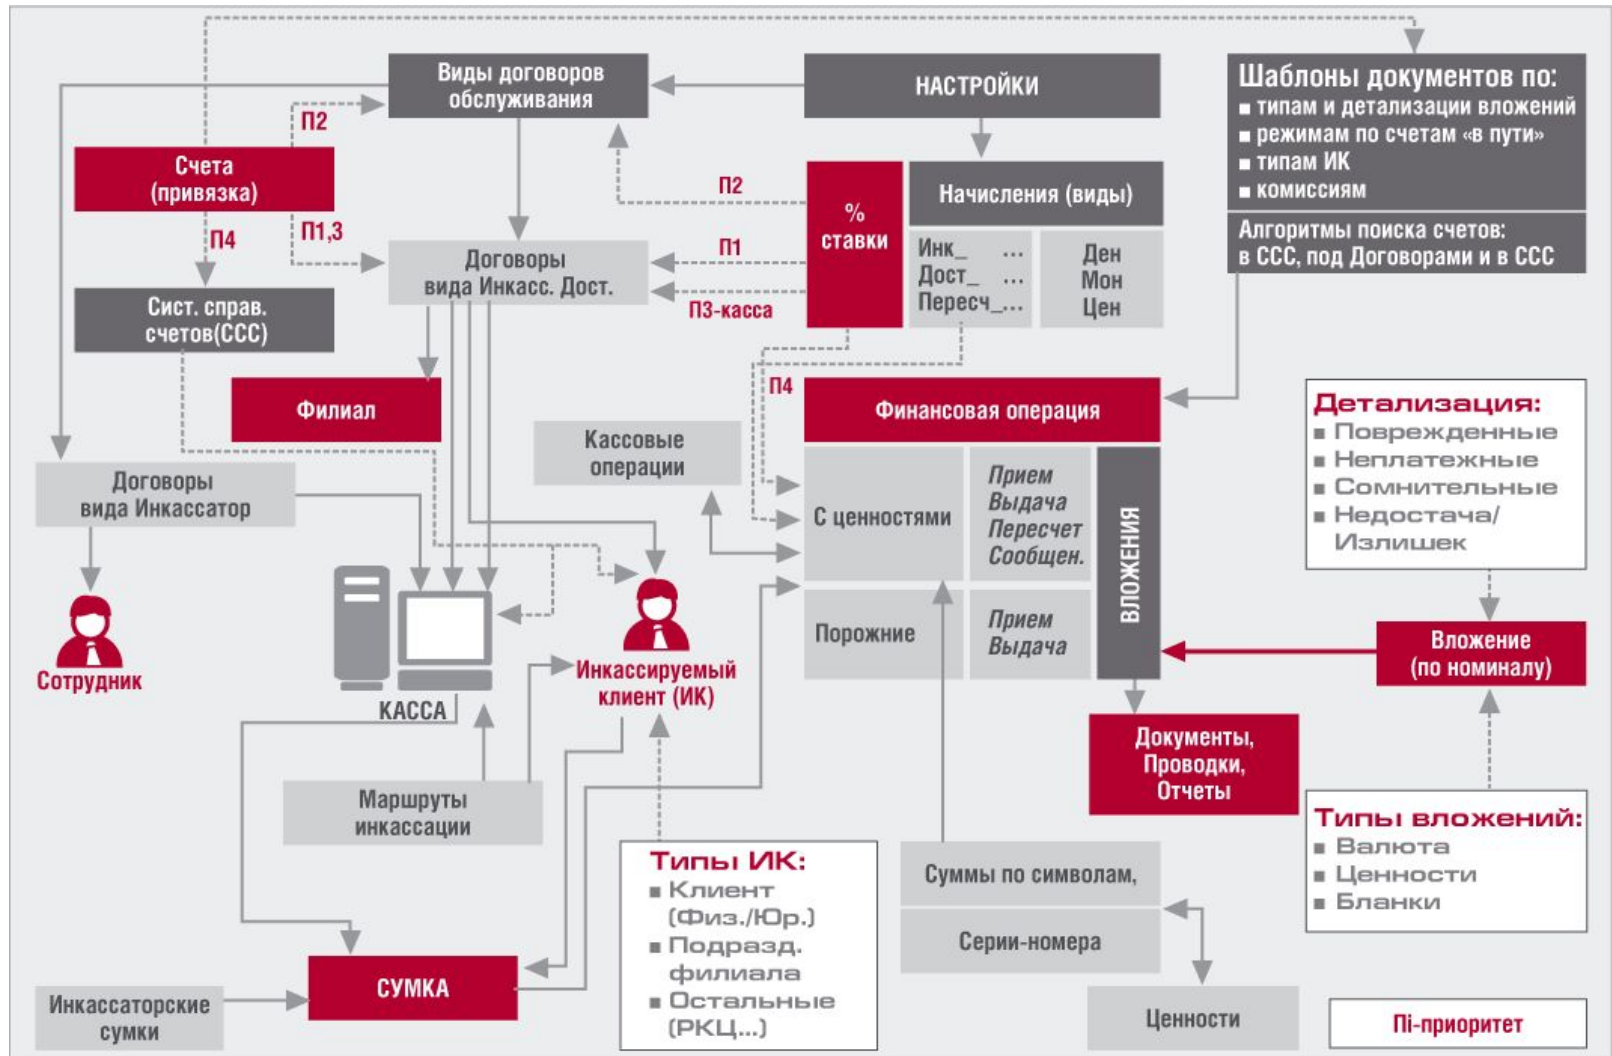 Виды договоров
обслуживания
НАСТРОЙКИ
Шаблоны документов по:
■ типам и детализации вложений
■ режимам по счетам «в пути»
■ типам ИК
■ комиссиям
Алгоритмы поиска счетов:
в ССС, под Договорами и в ССС
П2
Счета
(привязка)
П4
П1,3
Сист. справ.
счетов(ССС)
Договоры
вида Инкасс. Дост.
П2
П1
П3-касса
%
ставки
Начисления (виды)
Инк_ ...
Дост_ ...
Пересч_...
Ден
Мон
Цен
П4
Филиал
Кассовые
операции
Финансовая операция
С ценностями
Прием
Выдача
Пересчет
Сообщен.
Порожние
Прием
Выдача
ВЛОЖЕНИЯ
Детализация:
■ Поврежденные
■ Неплатежные
■ Сомнительные
■ Недостача/
Излишек
Договоры
вида Инкассатор
Сотрудник
КАССА
Инкассируемый
клиент (ИК)
Вложение
(по номиналу)
Документы,
Проводки,
Отчеты
Маршруты
инкассации
Типы ИК:
■ Клиент
(Физ./Юр.)
■ Подразд.
филиала
■ Остальные
(РКЦ...)
Суммы по символам,
Серии-номера
Ценности
Типы вложений:
■ Валюта
■ Ценности
■ Бланки
Инкассаторские
сумки
СУМКА
Пi-приоритет